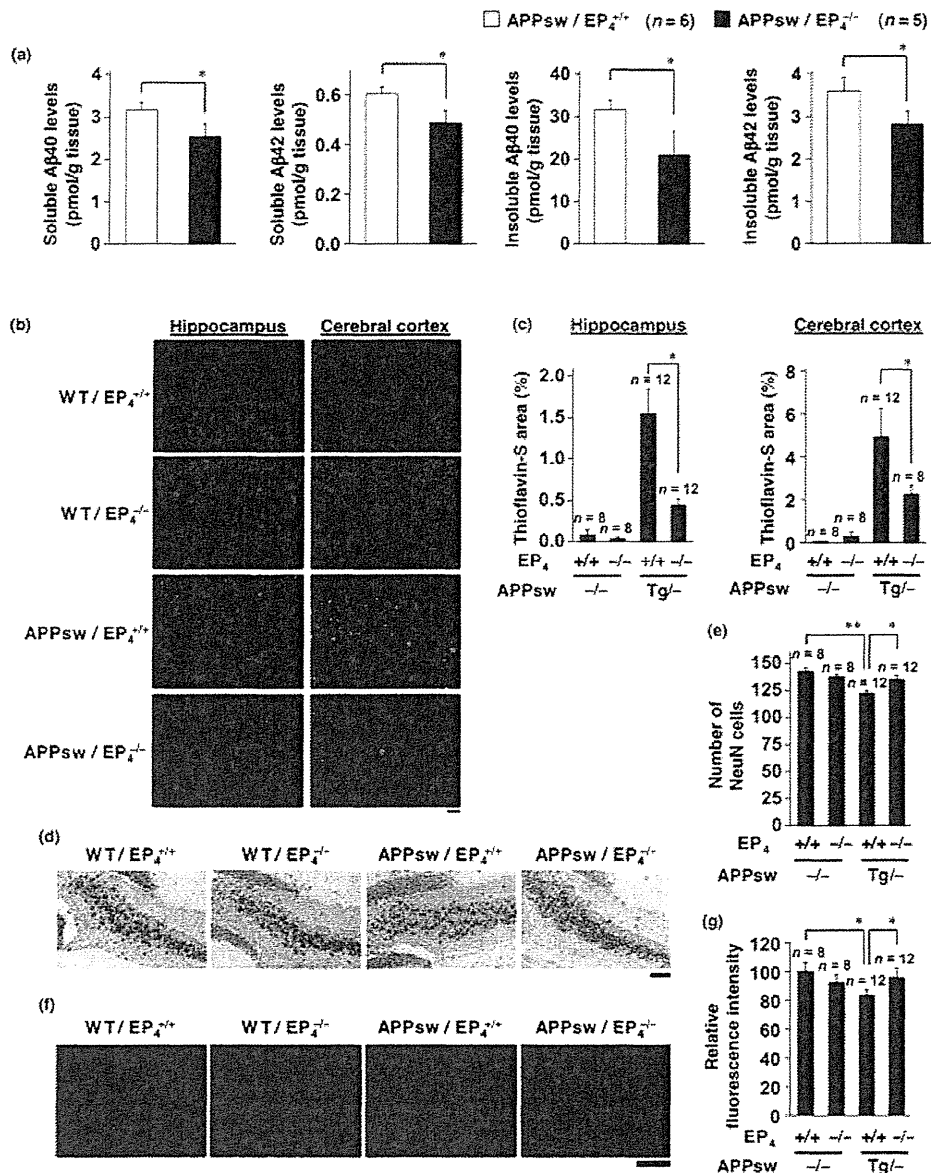 APPsw / EP4+/+ (n = 6) APPsw / EP4−/− (n = 5)
(a)
Soluble Aβ40 levels
(pmol/g tissue)
4
3
2
1
0
*
Soluble Aβ42 levels
(pmol/g tissue)
0.6
0.4
0.2
0.0
*
Insoluble Aβ40 levels
(pmol/g tissue)
40
30
20
10
0
*
Insoluble Aβ42 levels
(pmol/g tissue)
4
3
2
1
0
*
(b)
Hippocampus Cerebral cortex
WT / EP4+/+
WT / EP4−/−
APPsw / EP4+/+
APPsw / EP4−/−
(c)
Hippocampus
Thioflavin-S area (%)
2.0
1.5
1.0
0.5
0.0
*
n = 12
n = 12
n = 8
n = 8
EP4 +/+ −/− +/+ −/−
APPsw −/− Tg/−
Cerebral cortex
Thioflavin-S area (%)
8
6
4
2
0
*
n = 12
n = 12
n = 8
n = 8
EP4 +/+ −/− +/+ −/−
APPsw −/− Tg/−
(d)
WT / EP4+/+ WT / EP4−/− APPsw / EP4+/+ APPsw / EP4−/−
(e)
Number of
NeuN cells
150
125
100
75
50
25
0
** *
n = 8
n = 8
n = 12
n = 12
EP4 +/+ −/− +/+ −/−
APPsw −/− Tg/−
(f)
WT / EP4+/+ WT / EP4−/− APPsw / EP4+/+ APPsw / EP4−/−
(g)
Relative
fluorescence intensity
120
100
80
60
40
20
0
* *
n = 8
n = 8
n = 12
n = 12
EP4 +/+ −/− +/+ −/−
APPsw −/− Tg/−